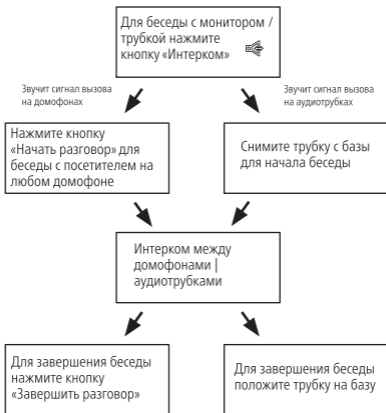 Для беседы с монитором /
трубкой нажмите
кнопку «Интерком»
Звучит сигнал вызова
на домофонах
Звучит сигнал вызова
на аудиотрубках
Нажмите кнопку
«Начать разговор» для
беседы с посетителем на
любом домофоне
Снимите трубку с базы
для начала беседы
Интерком между
домофонами |
аудиотрубками
Для завершения беседы
нажмите кнопку
«Завершить разговор»
Для завершения беседы
положите трубку на базу